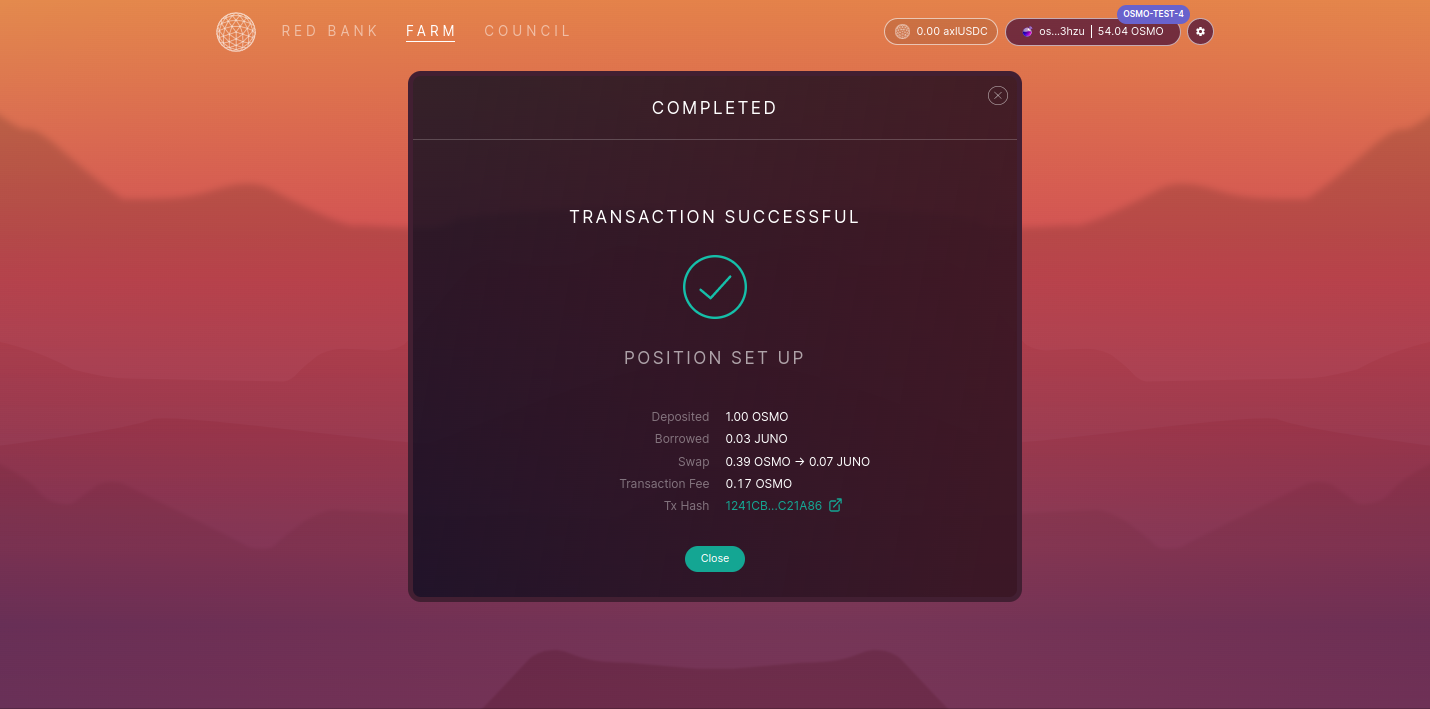 OSMO-TEST-4
RED BANK FARM COUNCIL 0.00 axlUSDC os...3hzu | 54.04 OSMO
COMPLETED
TRANSACTION SUCCESSFUL
POSITION SET UP
Deposited 1.00 OSMO
Borrowed 0.03 JUNO
Swap 0.39 OSMO → 0.07 JUNO
Transaction Fee 0.17 OSMO
Tx Hash 1241CB...C21A86
Close